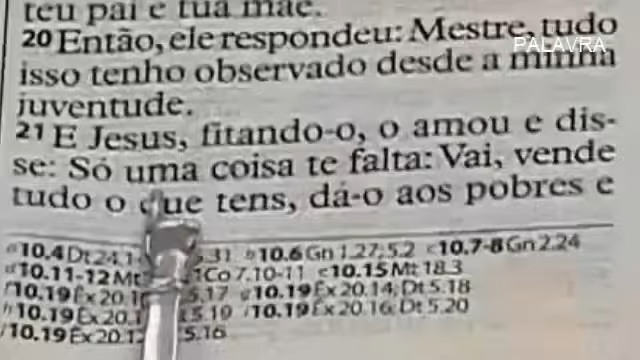 teu pai e tua mãe.
20 Então, ele respondeu: Mestre, tudo
PALAVRA
isso tenho observado desde a minha
juventude.
21 E Jesus, fitando-o, o amou e dis-
se: Só uma coisa te falta: Vai, vende
tudo o que tens, dá-o aos pobres e
10.4 Dt 24.1 5.31 b 10.6 Gn 1.27; 5.2 c 10.7-8 Gn 2.24
d 10.11-12 Mt 1Co 7.10-11 e 10.15 Mt 18.3
f 10.19 Êx 20.1 5.17 g 10.19 Êx 20.14; Dt 5.18
h 10.19 Êx 20.1 5.19 i 10.19 Êx 20.16; Dt 5.20
10.19 Êx 20.12 5.16